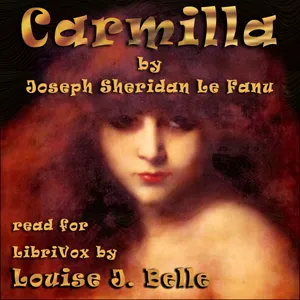 Carmilla
by
Joseph Sheridan Le Fanu
read for
LibriVox by
Louise J. Belle